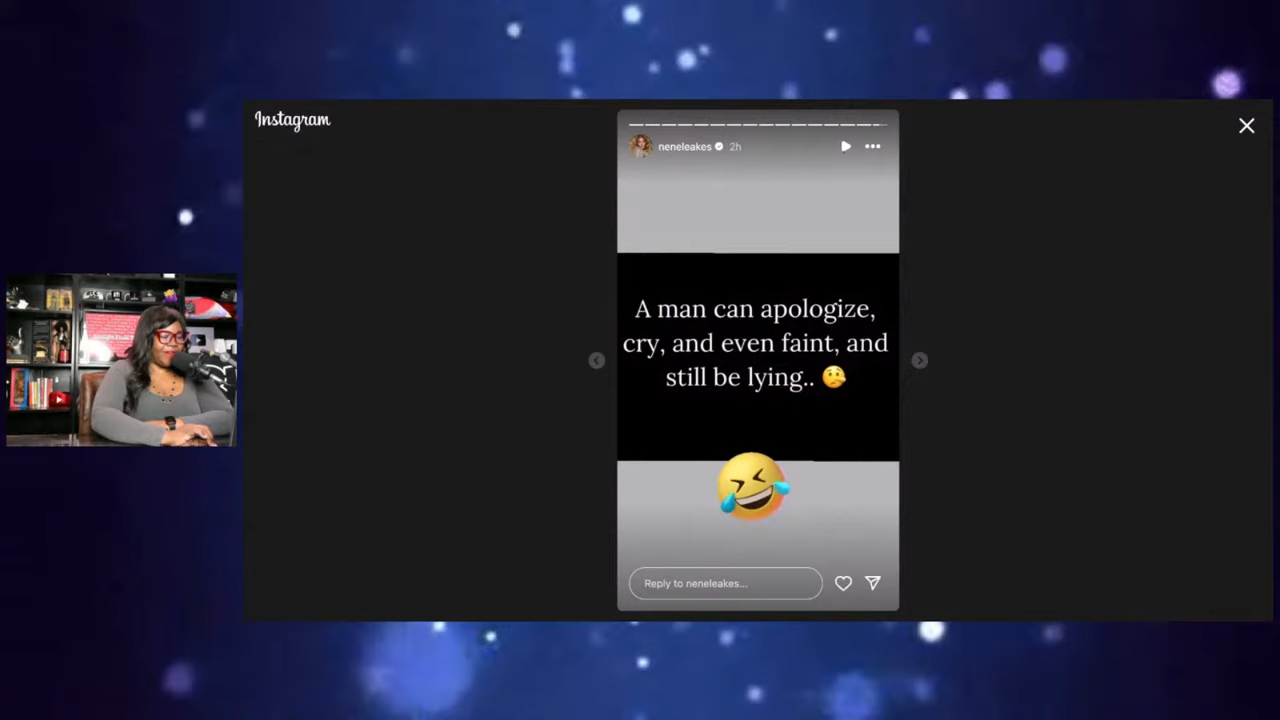 Instagram
neneleakes 2h
A man can apologize,
cry, and even faint, and
still be lying.. 🤥
Reply to neneleakes...